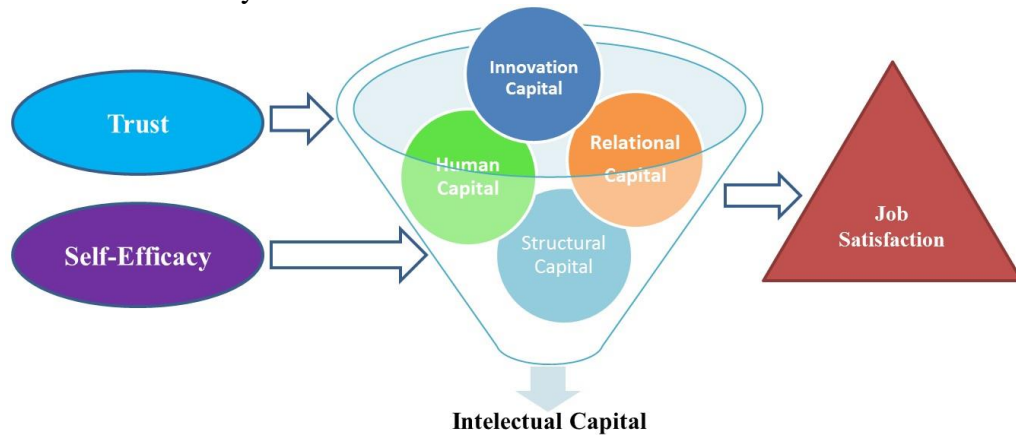 Innovation
Capital
Trust
Human
Capital
Relational
Capital
Self-Efficacy
Structural
Capital
Job
Satisfaction
Intelectual Capital